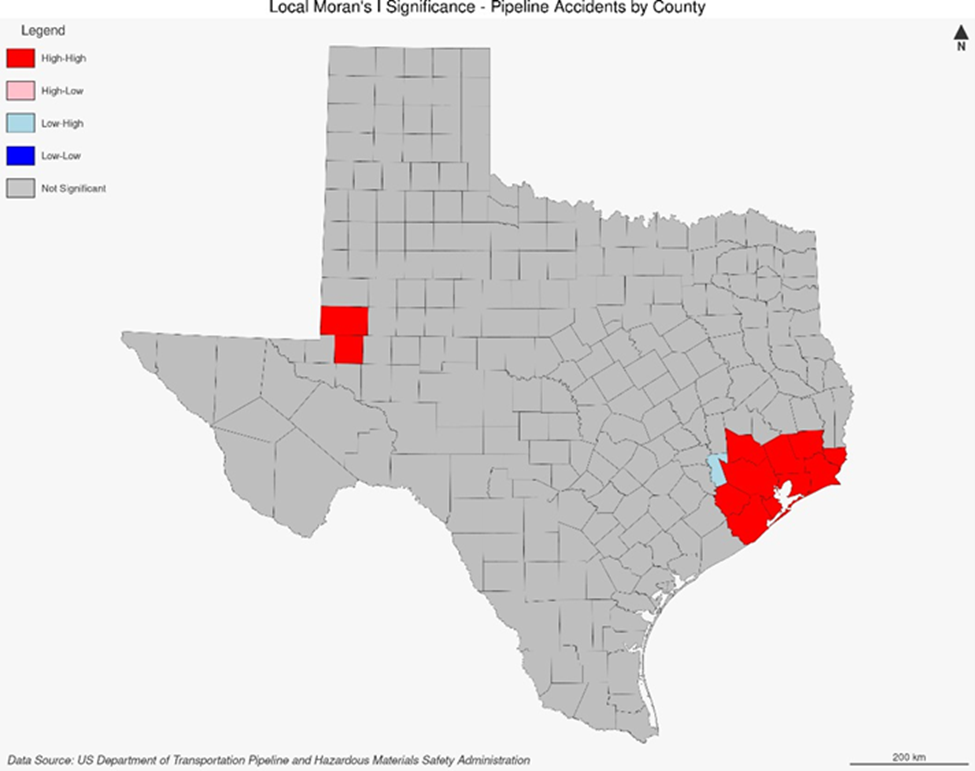 Local Moran's I Significance - Pipeline Accidents by County
Legend
High-High
High-Low
Low-High
Low-Low
Not Significant
N
Data Source: US Department of Transportation Pipeline and Hazardous Materials Safety Administration
200 km